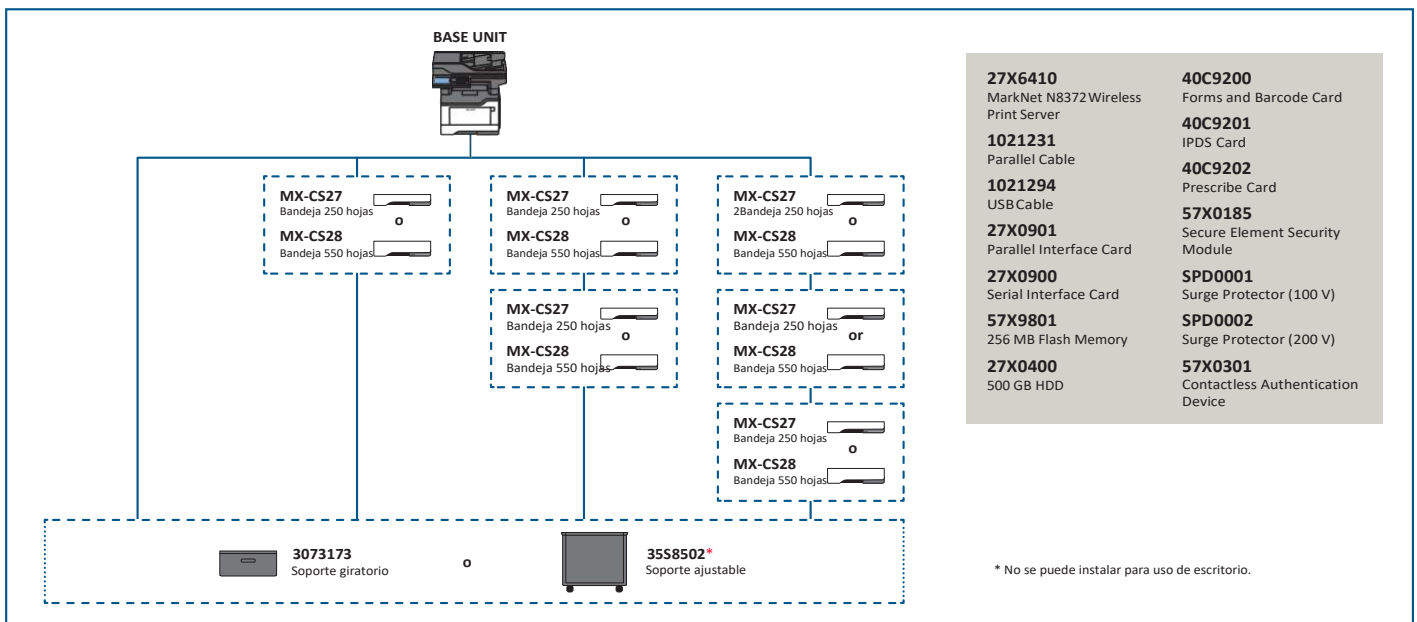 BASE UNIT
MX-CS27
Bandeja 250 hojas
o
MX-CS28
Bandeja 550 hojas
MX-CS27
Bandeja 250 hojas
o
MX-CS28
Bandeja 550 hojas
MX-CS27
2Bandeja 250 hojas
o
MX-CS28
Bandeja 550 hojas
MX-CS27
Bandeja 250 hojas
o
MX-CS28
Bandeja 550 hojas
MX-CS27
Bandeja 250 hojas
or
MX-CS28
Bandeja 550 hojas
MX-CS27
Bandeja 250 hojas
o
MX-CS28
Bandeja 550 hojas
3073173
Soporte giratorio
o
35S8502*
Soporte ajustable
27X6410
MarkNet N8372 Wireless
Print Server
1021231
Parallel Cable
1021294
USB Cable
27X0901
Parallel Interface Card
27X0900
Serial Interface Card
57X9801
256 MB Flash Memory
27X0400
500 GB HDD
40C9200
Forms and Barcode Card
40C9201
IPDS Card
40C9202
Prescribe Card
57X0185
Secure Element Security
Module
SPD0001
Surge Protector (100 V)
SPD0002
Surge Protector (200 V)
57X0301
Contactless Authentication
Device
* No se puede instalar para uso de escritorio.